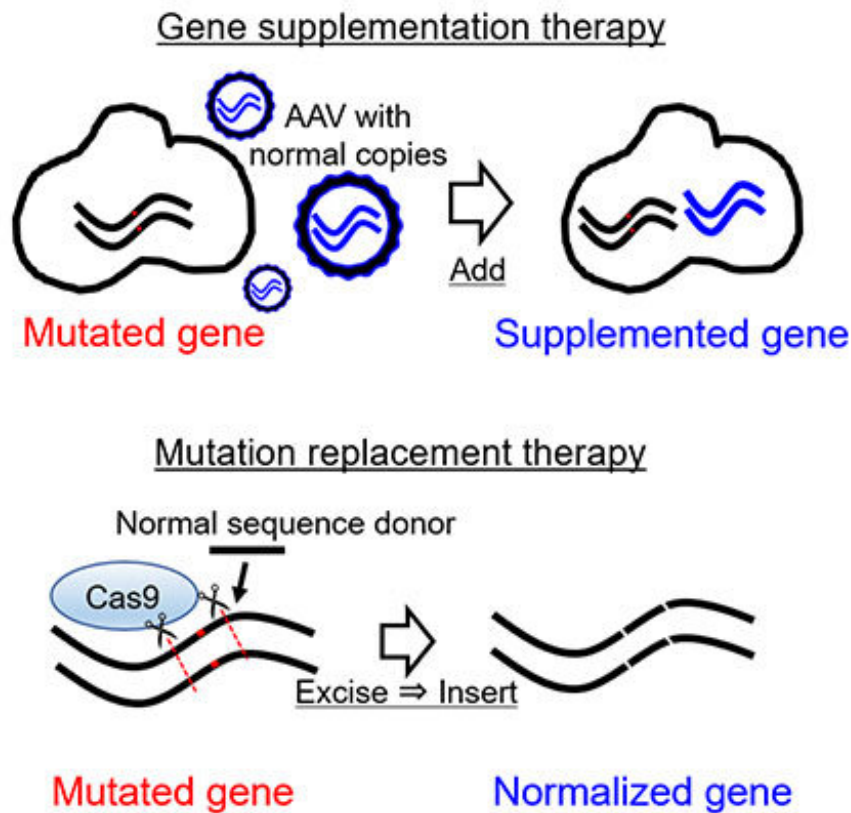 Gene supplementation therapy
AAV with
normal copies
Add
Mutated gene
Supplemented gene
Mutation replacement therapy
Normal sequence donor
Cas9
Excise ⇒ Insert
Mutated gene
Normalized gene